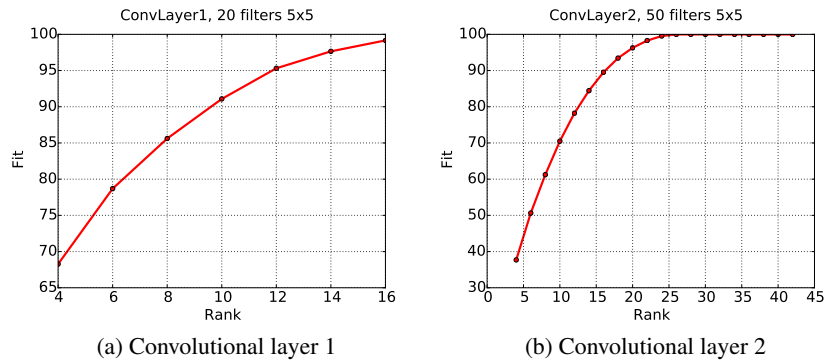 ConvLayer1, 20 filters 5x5
100
95
90
85
80
75
70
65
Fit
4 6 8 10 12 14 16
Rank
(a) Convolutional layer 1
ConvLayer2, 50 filters 5x5
100
90
80
70
60
50
40
30
Fit
0 5 10 15 20 25 30 35 40 45
Rank
(b) Convolutional layer 2